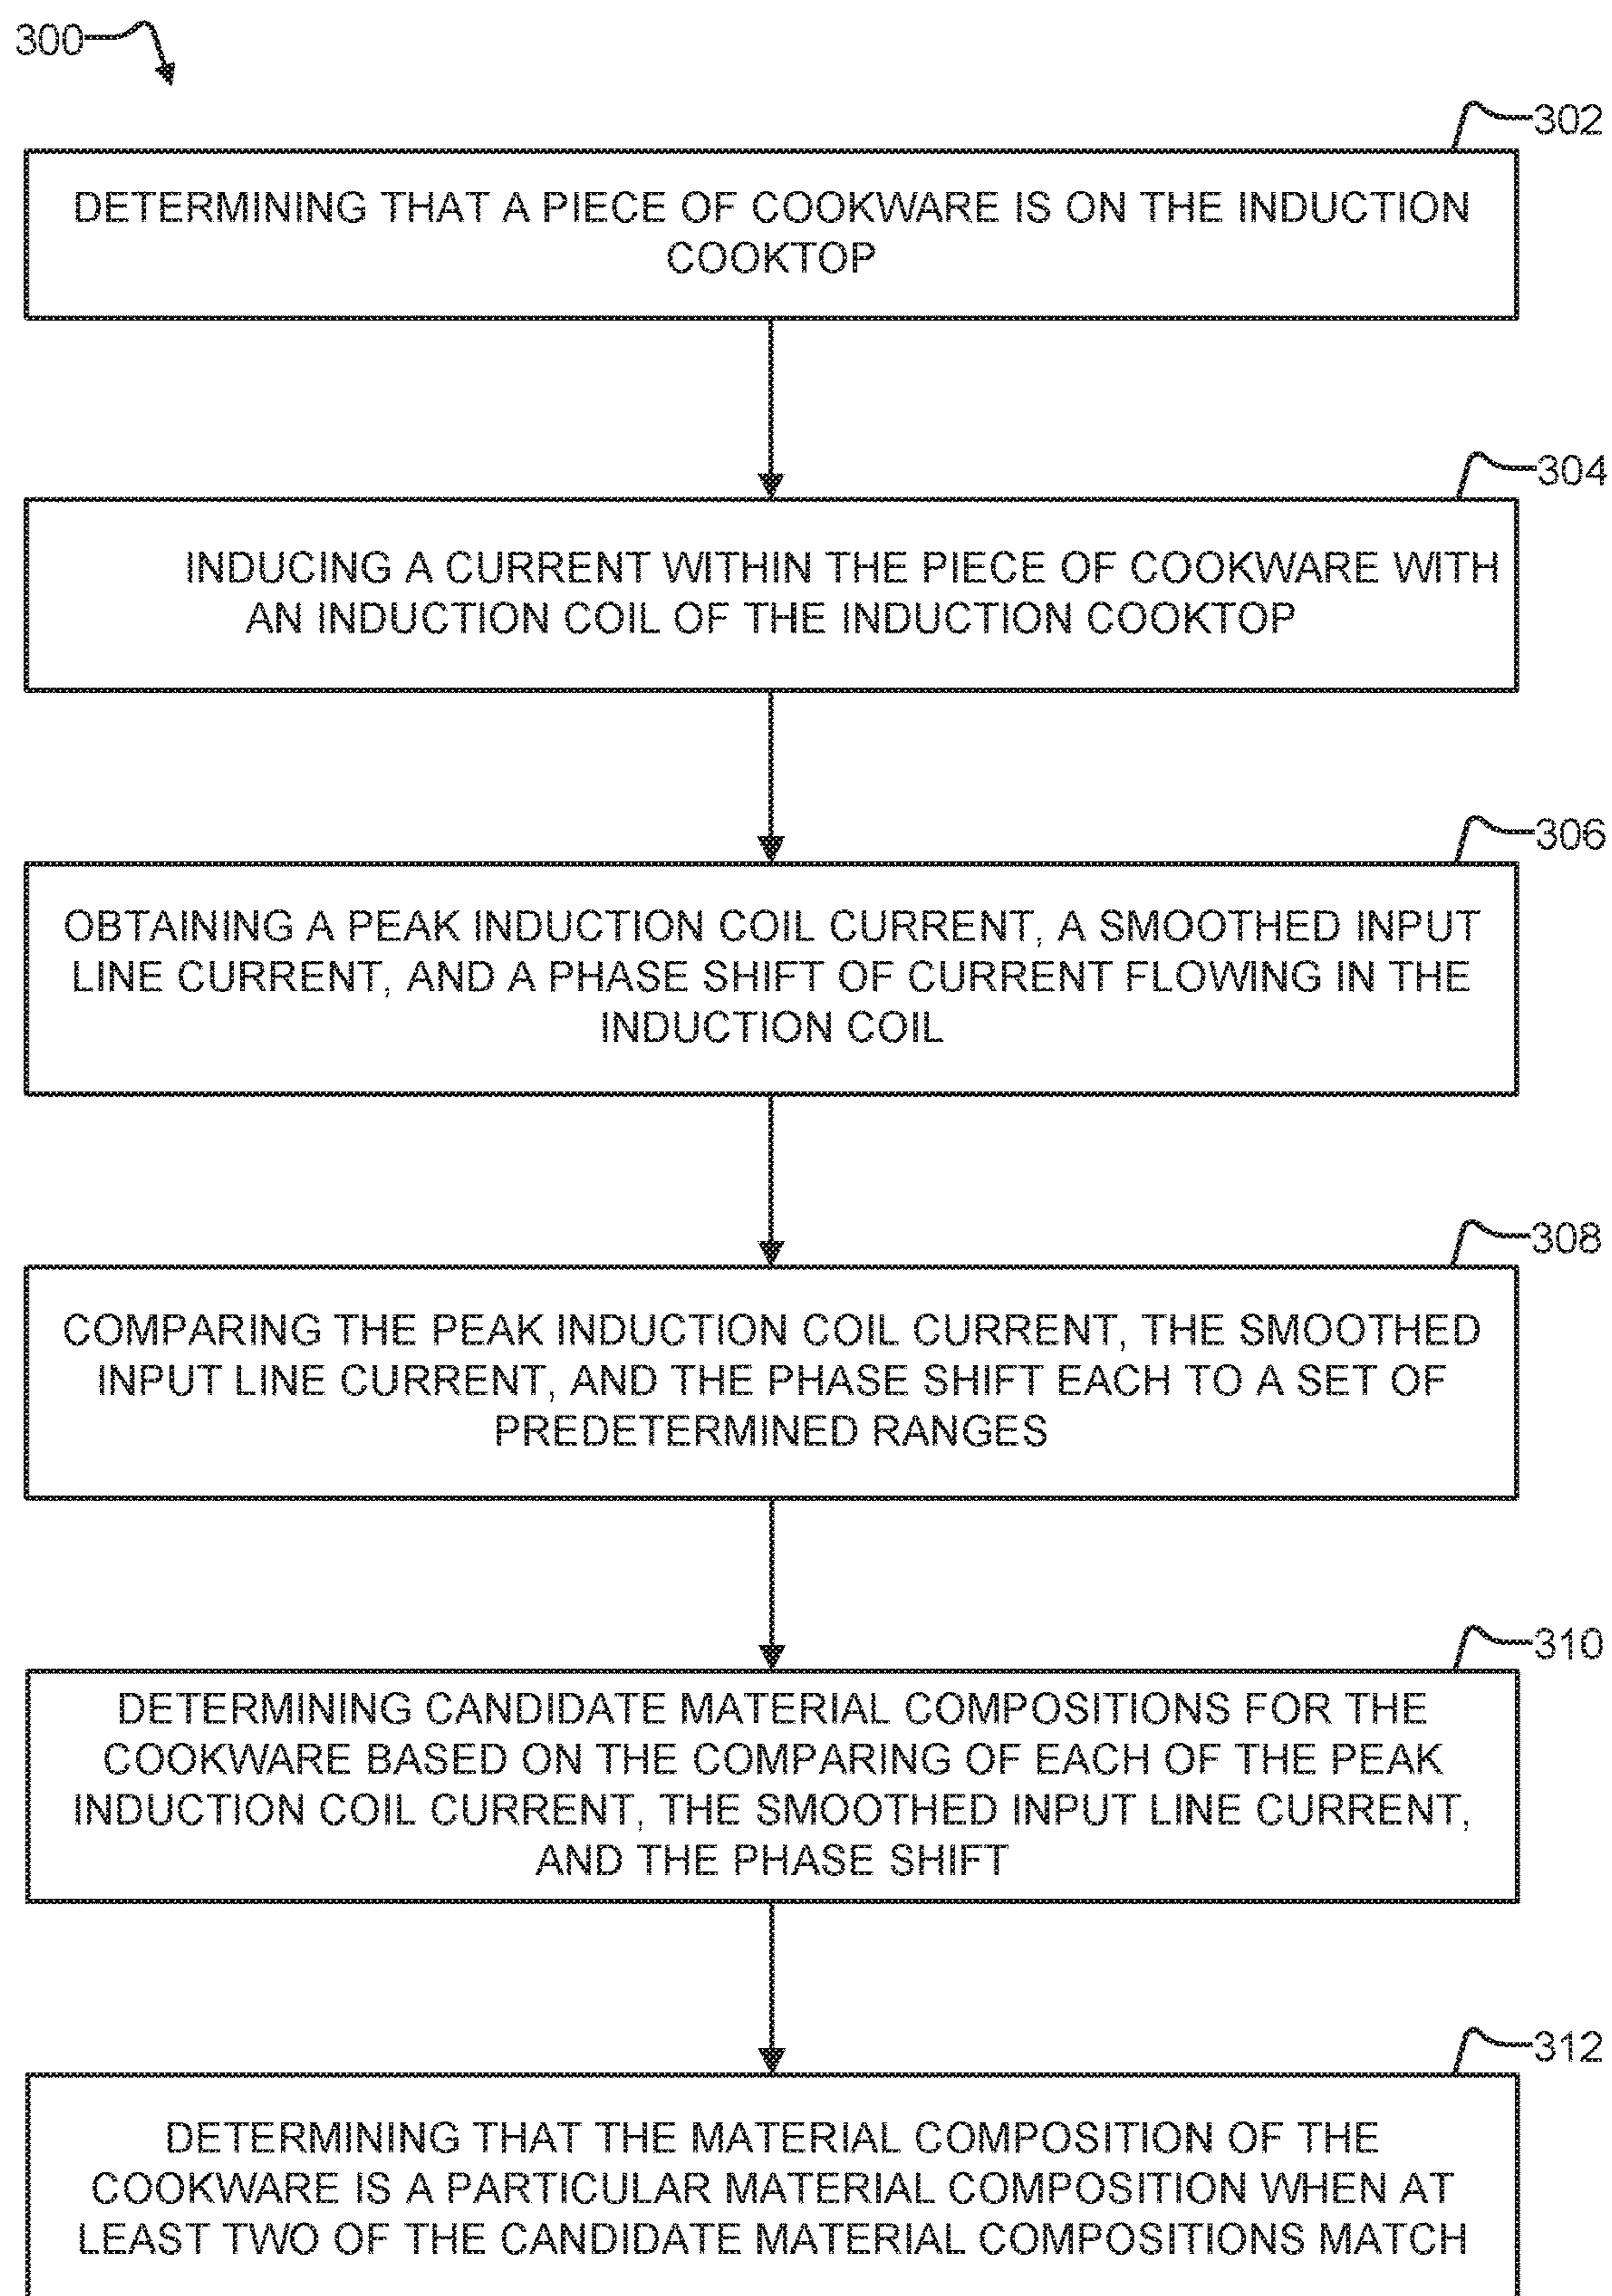 300
302
DETERMINING THAT A PIECE OF COOKWARE IS ON THE INDUCTION
COOKTOP
304
INDUCING A CURRENT WITHIN THE PIECE OF COOKWARE WITH
AN INDUCTION COIL OF THE INDUCTION COOKTOP
306
OBTAINING A PEAK INDUCTION COIL CURRENT, A SMOOTHED INPUT
LINE CURRENT, AND A PHASE SHIFT OF CURRENT FLOWING IN THE
INDUCTION COIL
308
COMPARING THE PEAK INDUCTION COIL CURRENT, THE SMOOTHED
INPUT LINE CURRENT, AND THE PHASE SHIFT EACH TO A SET OF
PREDETERMINED RANGES
310
DETERMINING CANDIDATE MATERIAL COMPOSITIONS FOR THE
COOKWARE BASED ON THE COMPARING OF EACH OF THE PEAK
INDUCTION COIL CURRENT, THE SMOOTHED INPUT LINE CURRENT,
AND THE PHASE SHIFT
312
DETERMINING THAT THE MATERIAL COMPOSITION OF THE
COOKWARE IS A PARTICULAR MATERIAL COMPOSITION WHEN AT
LEAST TWO OF THE CANDIDATE MATERIAL COMPOSITIONS MATCH